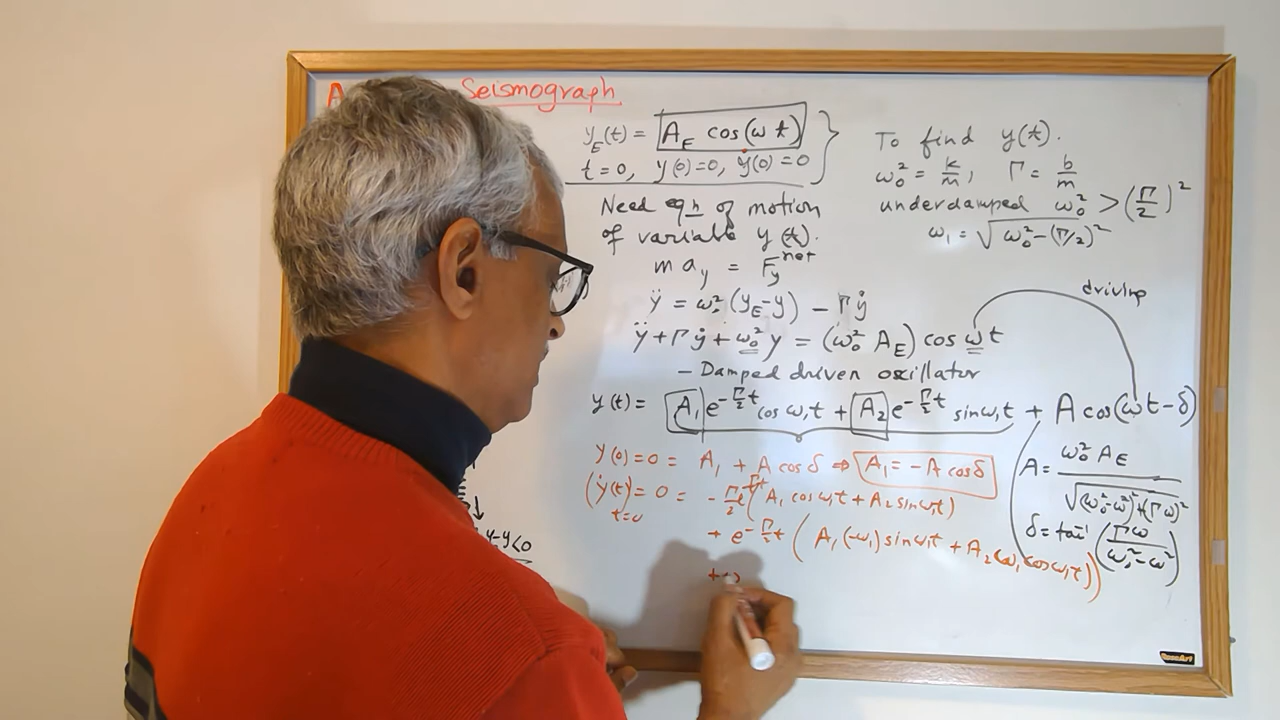 A
Seismograph
y_E(t) = A_E cos(ωt)
t=0, y(0)=0, ẏ(0)=0
Need eqn of motion
of variable y(t).
m a_y = F_y^net
ÿ = ω₀²(y_E-y) - Γẏ
ÿ + Γẏ + ω₀² y = (ω₀² A_E) cos ωt
- Damped driven oscillator
y(t) = A₁ e^{-Γ/2 t} cos ω₁t + A₂ e^{-Γ/2 t} sin ω₁t + A cos(ωt-δ)
y(0)=0 = A₁ + A cos δ ⇒ A₁ = -A cos δ
(ẏ(t))_{t=0} = 0 = -Γ/2 e^{-Γ/2 t} (A₁ cos ω₁t + A₂ sin ω₁t)
+ e^{-Γ/2 t} (A₁(-ω₁) sin ω₁t + A₂(ω₁ cos ω₁t))
To find y(t).
ω₀² = k/m, Γ = b/m
underdamped ω₀² > (Γ/2)²
ω₁ = √(ω₀² - (Γ/2)²)
driving
A = ω₀² A_E / √((ω₀²-ω²)² + (Γω)²)
δ = tan⁻¹ (Γω / (ω₀²-ω²))
y-y<0
RoseArt